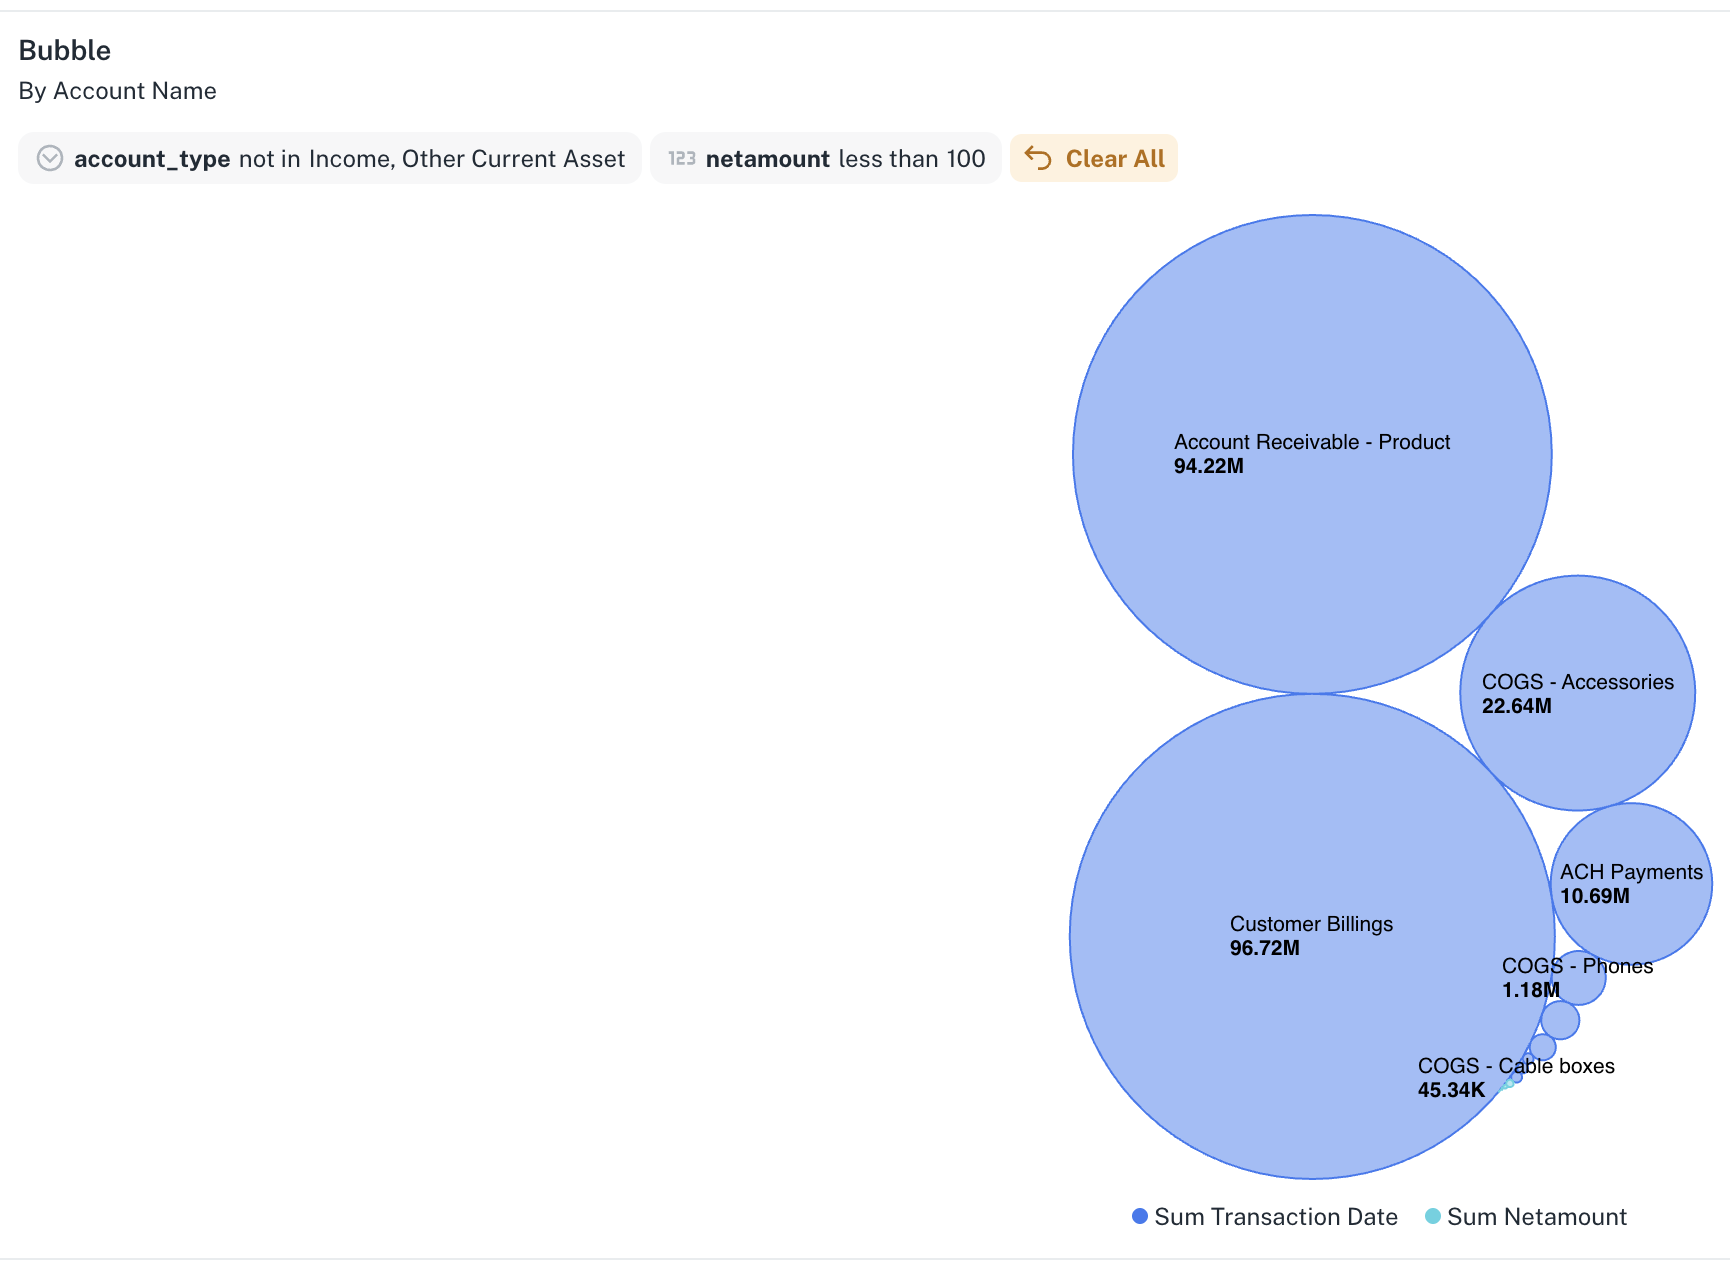 Bubble
By Account Name
account_type not in Income, Other Current Asset
123 netamount less than 100
Clear All
Account Receivable - Product
94.22M
COGS - Accessories
22.64M
ACH Payments
10.69M
Customer Billings
96.72M
COGS - Phones
1.18M
COGS - Cable boxes
45.34K
Sum Transaction Date
Sum Netamount